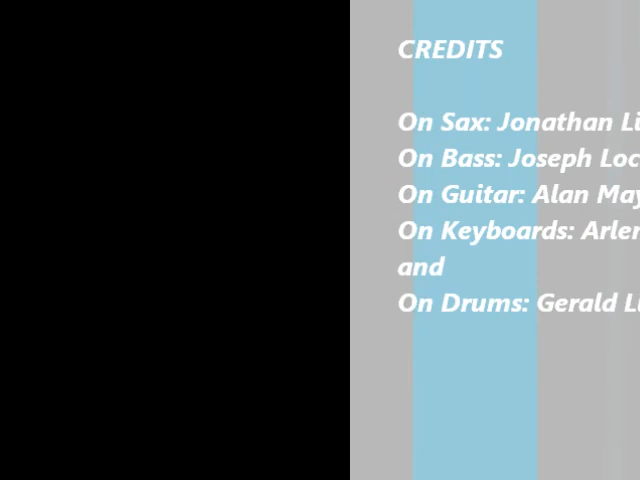 CREDITS
On Sax: Jonathan
On Bass: Joseph
On Guitar: Alan
On Keyboards:
and
On Drums: Gerald